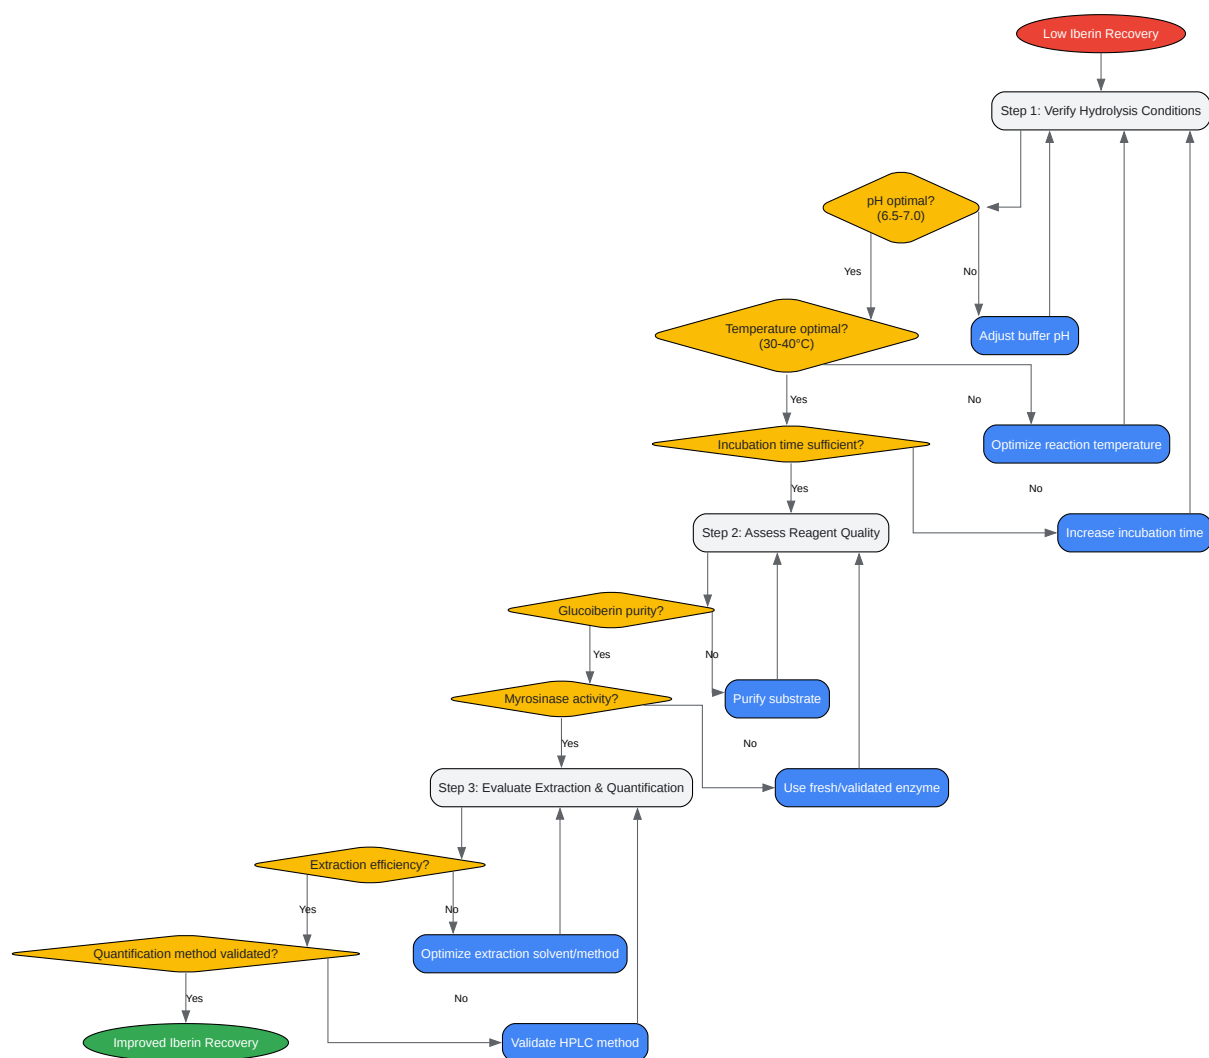 Low Iberin Recovery
Step 1: Verify Hydrolysis Conditions
pH optimal?
(6.5-7.0)
Yes
No
Temperature optimal?
(30-40°C)
Adjust buffer pH
Yes
No
Incubation time sufficient?
Optimize reaction temperature
Yes
No
Step 2: Assess Reagent Quality
Increase incubation time
Glucoiberin purity?
Yes
No
Myrosinase activity?
Purify substrate
Yes
No
Step 3: Evaluate Extraction & Quantification
Use fresh/validated enzyme
Extraction efficiency?
Yes
No
Quantification method validated?
Optimize extraction solvent/method
Yes
No
Improved Iberin Recovery
Validate HPLC method